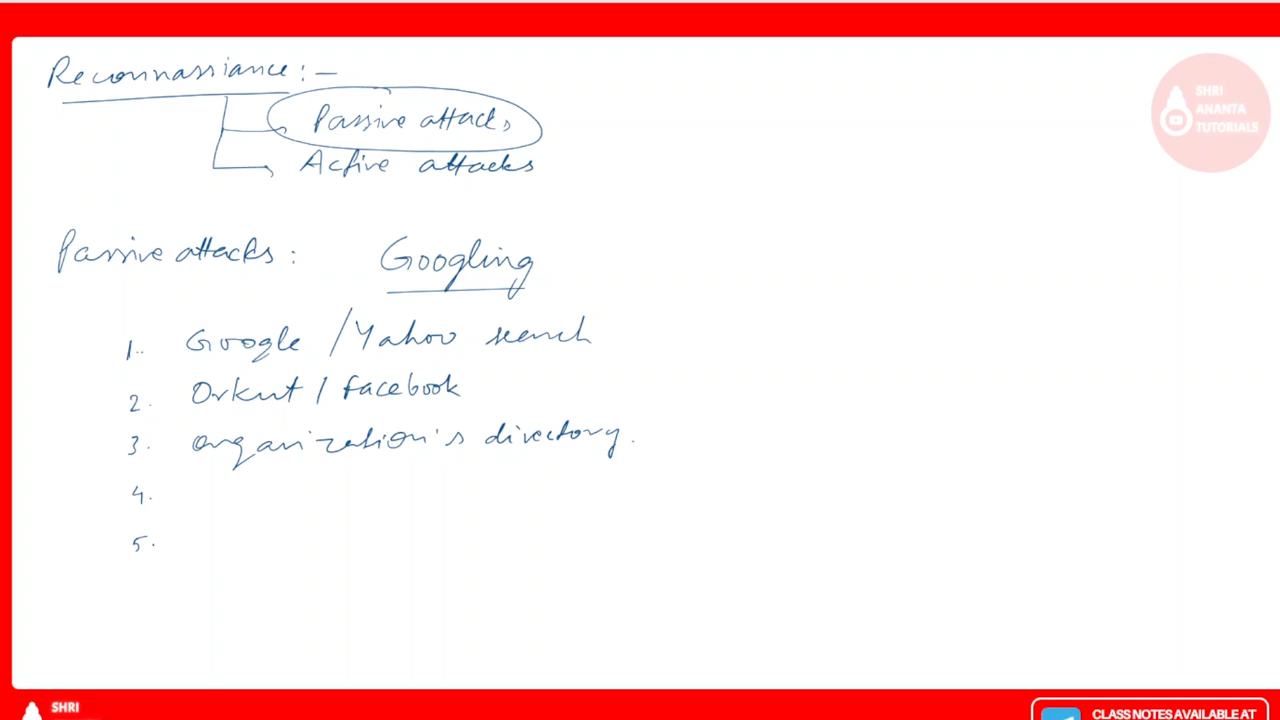 Reconnassiance : –
Passive attacks
Active attacks
Passive attacks : Googling
1. Google / Yahoo search
2. Orkut / facebook
3. organization's directory.
4.
5.
SHRI
ANANTA
TUTORIALS
SHRI
CLASS NOTES AVAILABLE AT